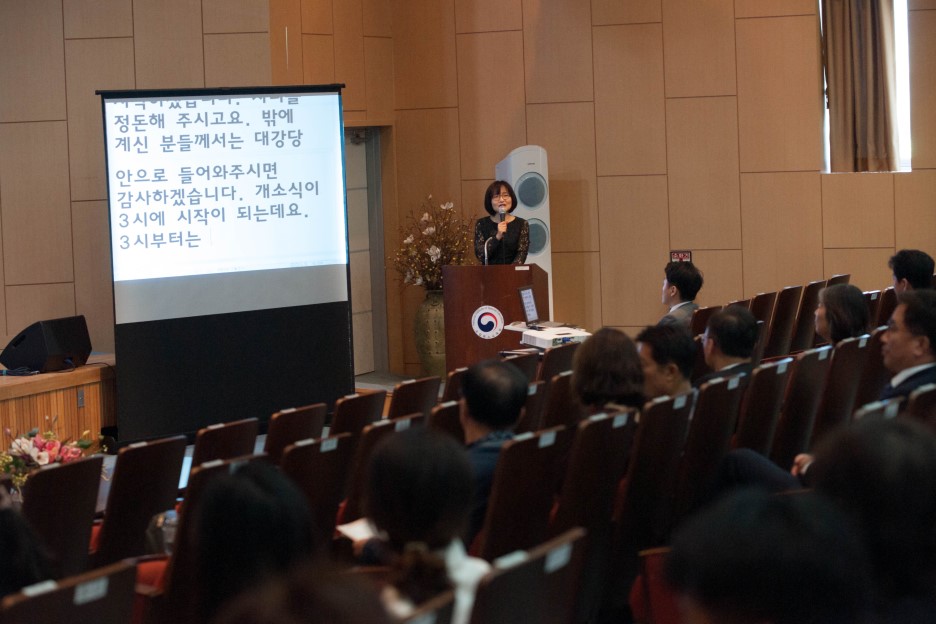 정돈해 주시고요. 밖에
계신 분들께서는 대강당
안으로 들어와주시면
감사하겠습니다. 개소식이
3시에 시작이 되는데요.
3시부터는